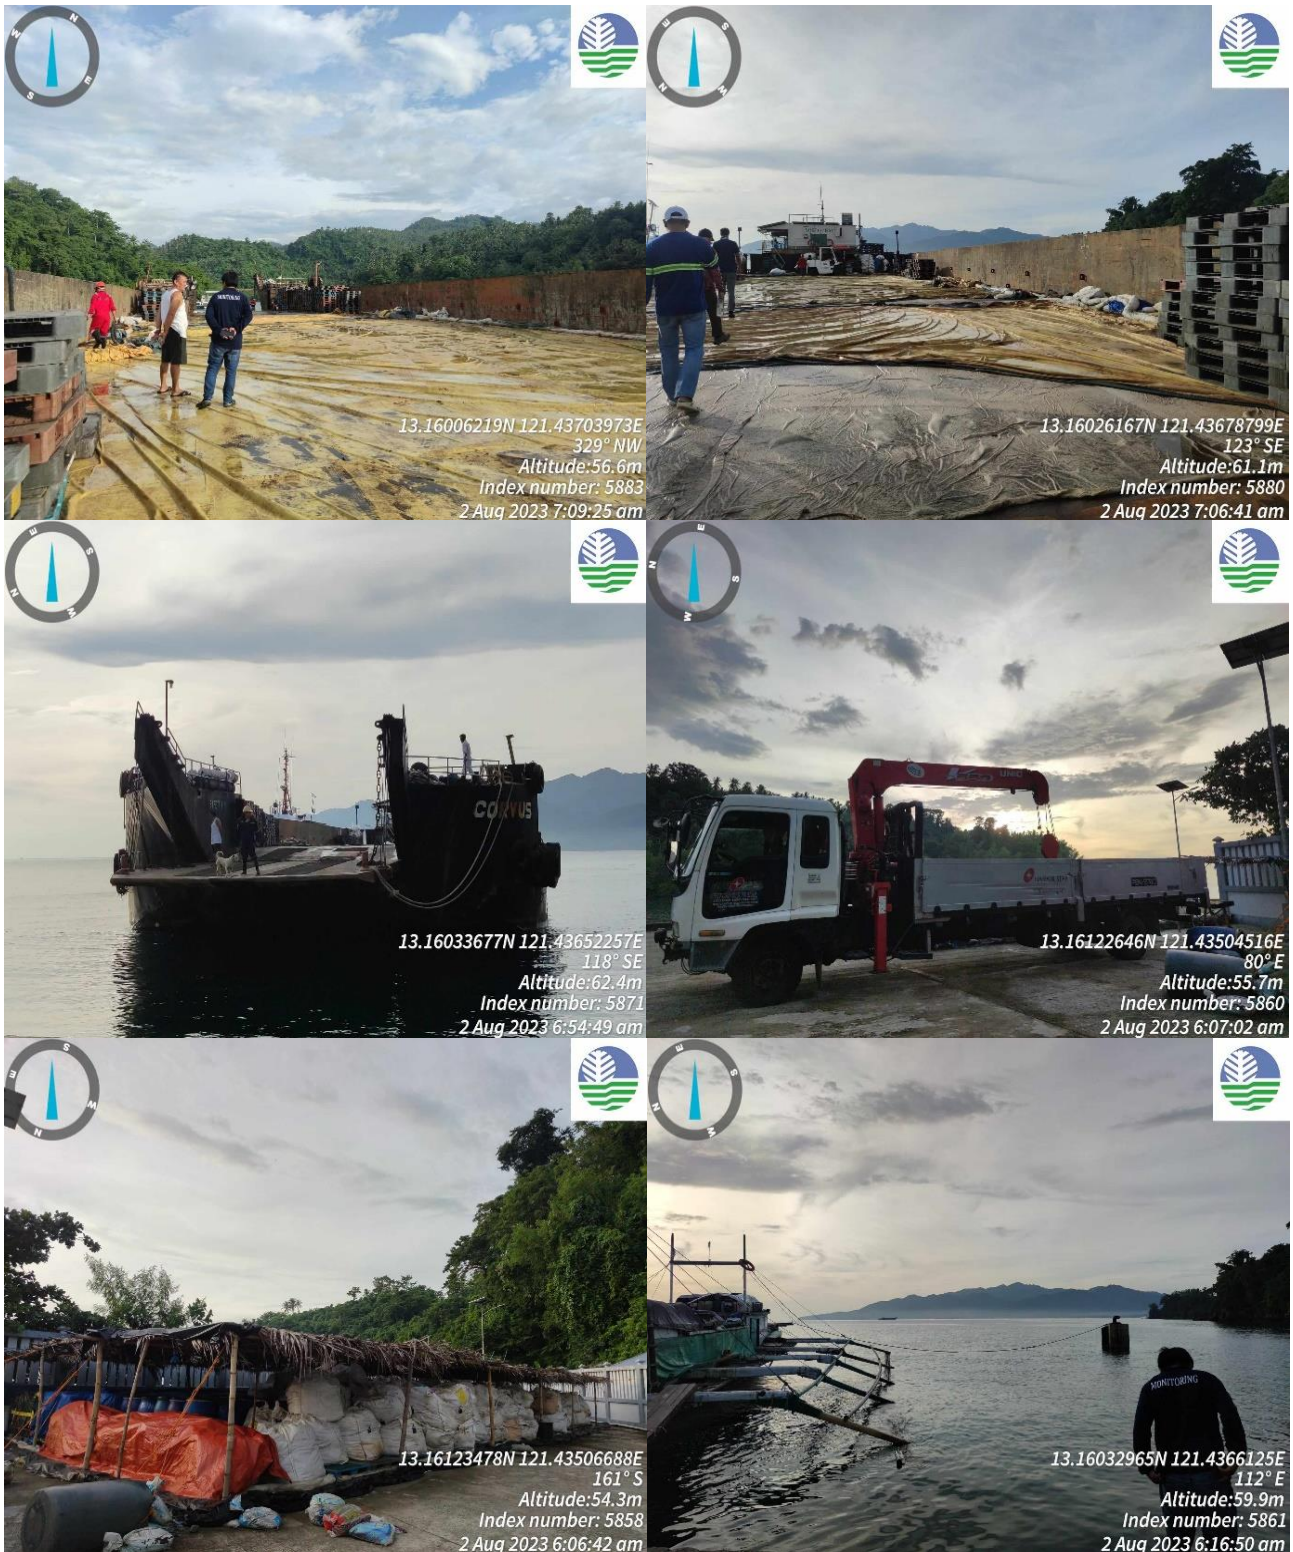 N
W
E
S
MONITORING
13.16006219N 121.43703973E
329° NW
Altitude:56.6m
Index number: 5883
2 Aug 2023 7:09:25 am
S
E
W
N
13.16026167N 121.43678799E
123° SE
Altitude:61.1m
Index number: 5880
2 Aug 2023 7:06:41 am
E
S
N
W
CORVUS
13.16033677N 121.43652257E
118° SE
Altitude:62.4m
Index number: 5871
2 Aug 2023 6:54:49 am
E
N
S
W
UNIC
13.16122646N 121.43504516E
80° E
Altitude:55.7m
Index number: 5860
2 Aug 2023 6:07:02 am
S
E
W
N
13.16123478N 121.43506688E
161° S
Altitude:54.3m
Index number: 5858
2 Aug 2023 6:06:42 am
E
S
N
W
MONITORING
13.16032965N 121.4366125E
112° E
Altitude:59.9m
Index number: 5861
2 Aug 2023 6:16:50 am